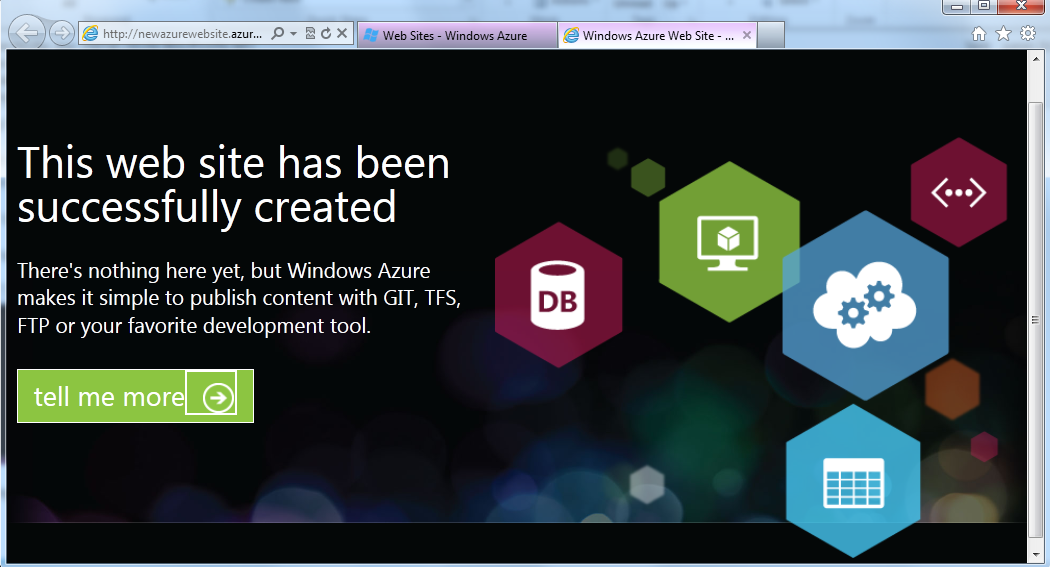 http://newazurewebsite.azur...
Web Sites - Windows Azure
Windows Azure Web Site - ...
This web site has been
successfully created
There's nothing here yet, but Windows Azure
makes it simple to publish content with GIT, TFS,
FTP or your favorite development tool.
tell me more
DB